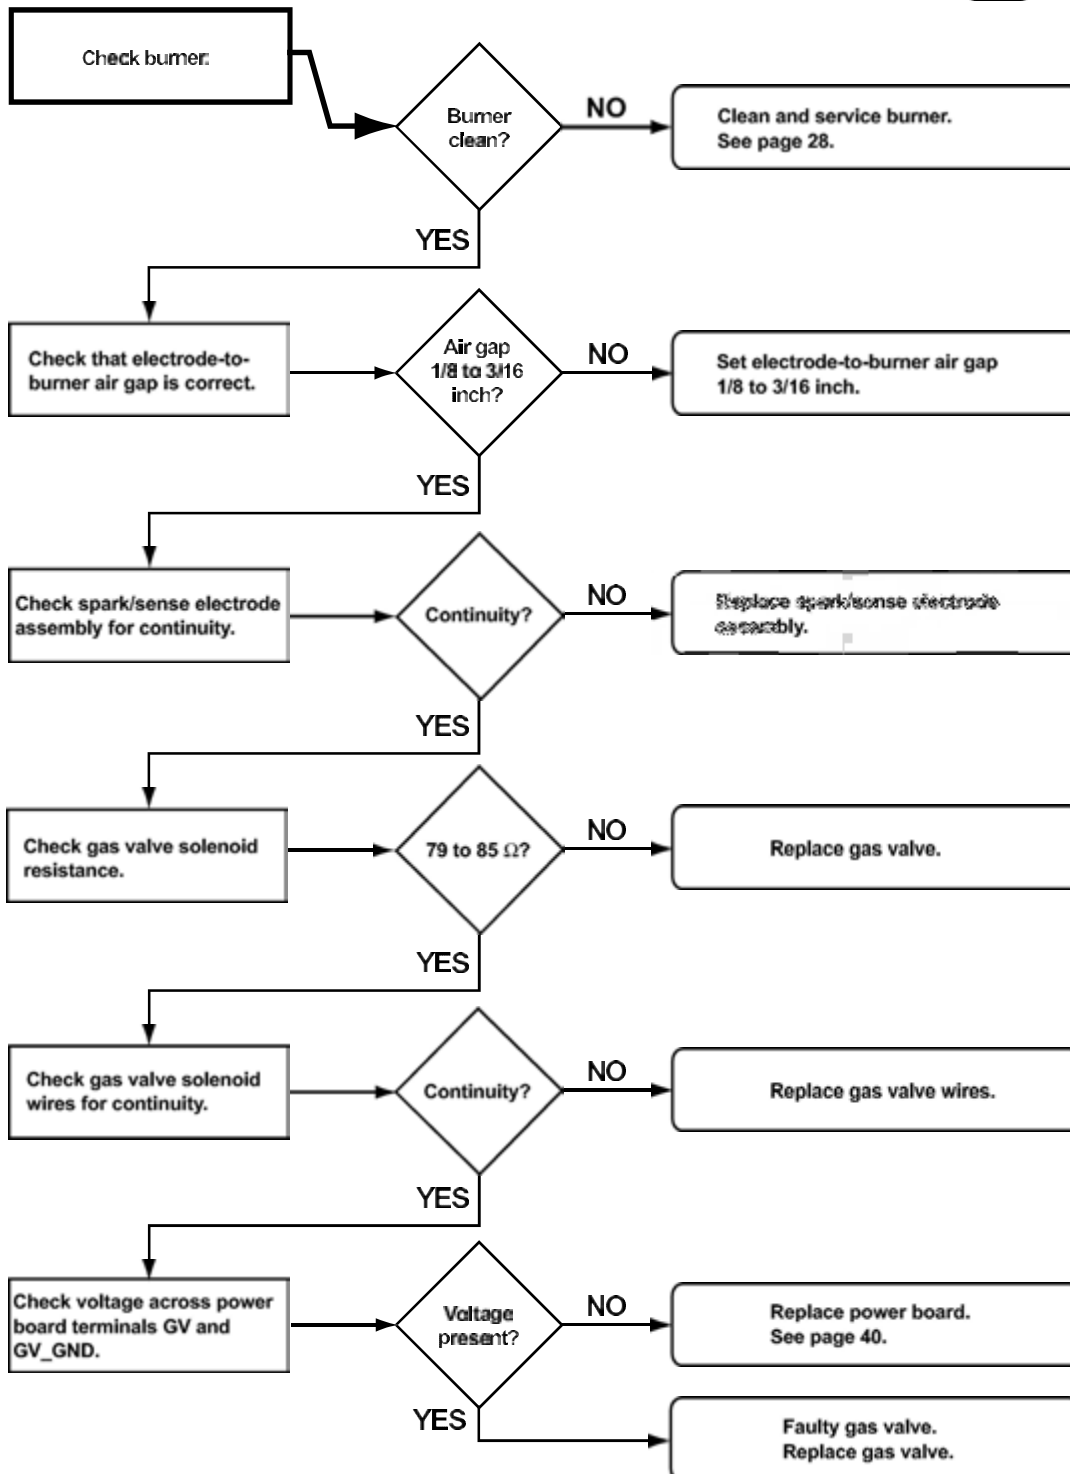 Check burner.
Burner
clean?
NO
Clean and service burner.
See page 28.
YES
Check that electrode-to-
burner air gap is correct.
Air gap
1/8 to 3/16
inch?
NO
Set electrode-to-burner air gap
1/8 to 3/16 inch.
YES
Check spark/sense electrode
assembly for continuity.
Continuity?
NO
Replace spark/sense electrode
assembly.
YES
Check gas valve solenoid
resistance.
79 to 85 Ω?
NO
Replace gas valve.
YES
Check gas valve solenoid
wires for continuity.
Continuity?
NO
Replace gas valve wires.
YES
Check voltage across power
board terminals GV and
GV_GND.
Voltage
present?
NO
Replace power board.
See page 40.
YES
Faulty gas valve.
Replace gas valve.